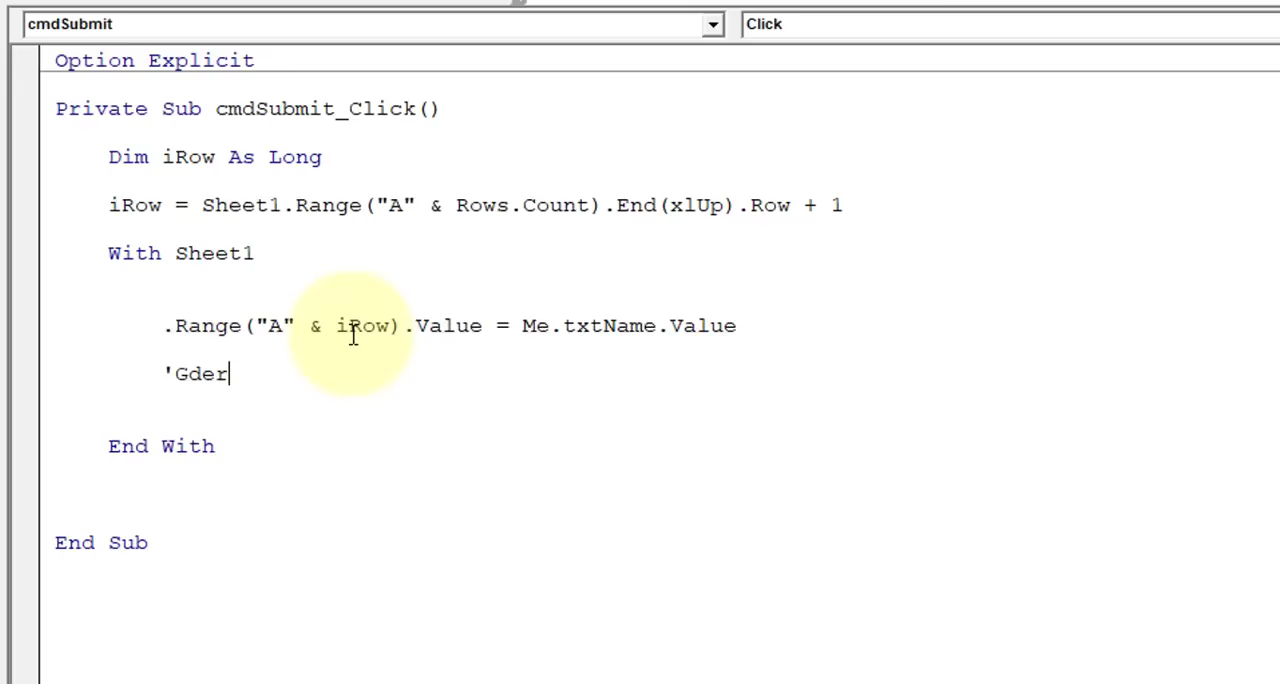 cmdSubmit
Click
Option Explicit
Private Sub cmdSubmit_Click()
Dim iRow As Long
iRow = Sheet1.Range("A" & Rows.Count).End(xlUp).Row + 1
With Sheet1
.Range("A" & iRow).Value = Me.txtName.Value
'Gder
End With
End Sub